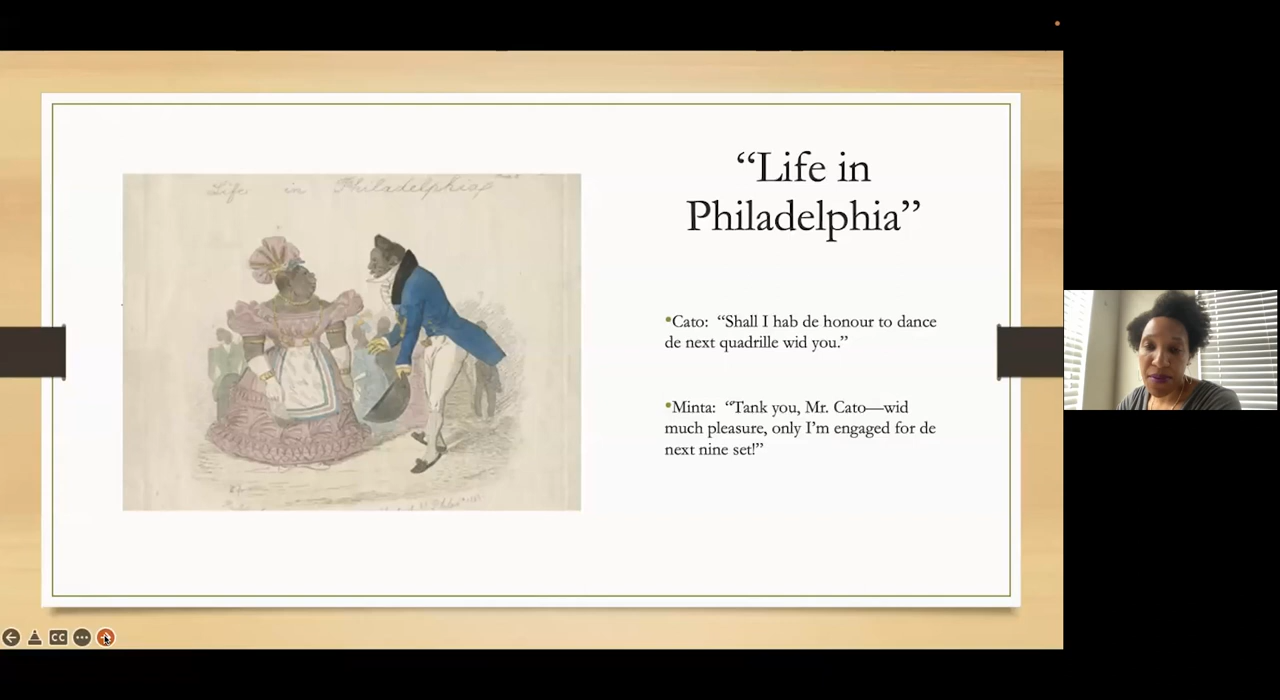 Life in Philadelphia
“Life in
Philadelphia”
•Cato: “Shall I hab de honour to dance
de next quadrille wid you.”
•Minta: “Tank you, Mr. Cato—wid
much pleasure, only I’m engaged for de
next nine set!”
CC